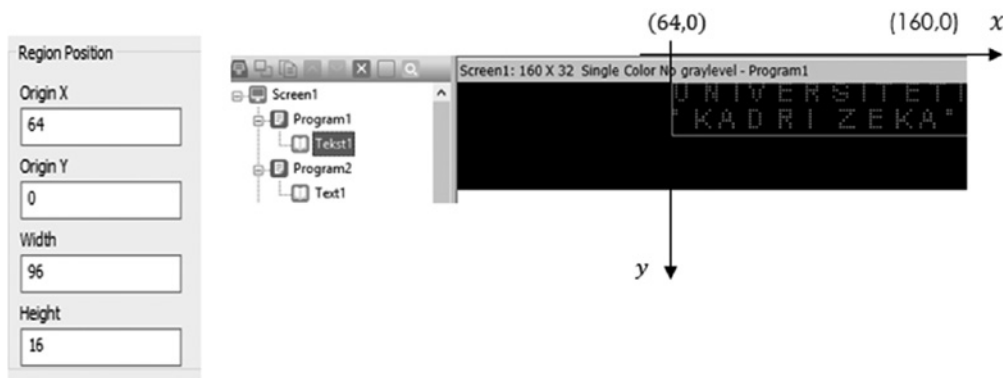 Region Position
Origin X
64
Origin Y
0
Width
96
Height
16
(64,0)
(160,0)
x
Screen1: 160 X 32 Single Color No graylevel - Program1
Screen1
Program1
Tekst1
Program2
Text1
UNIVERSITETI
"KADRI ZEKA"
y